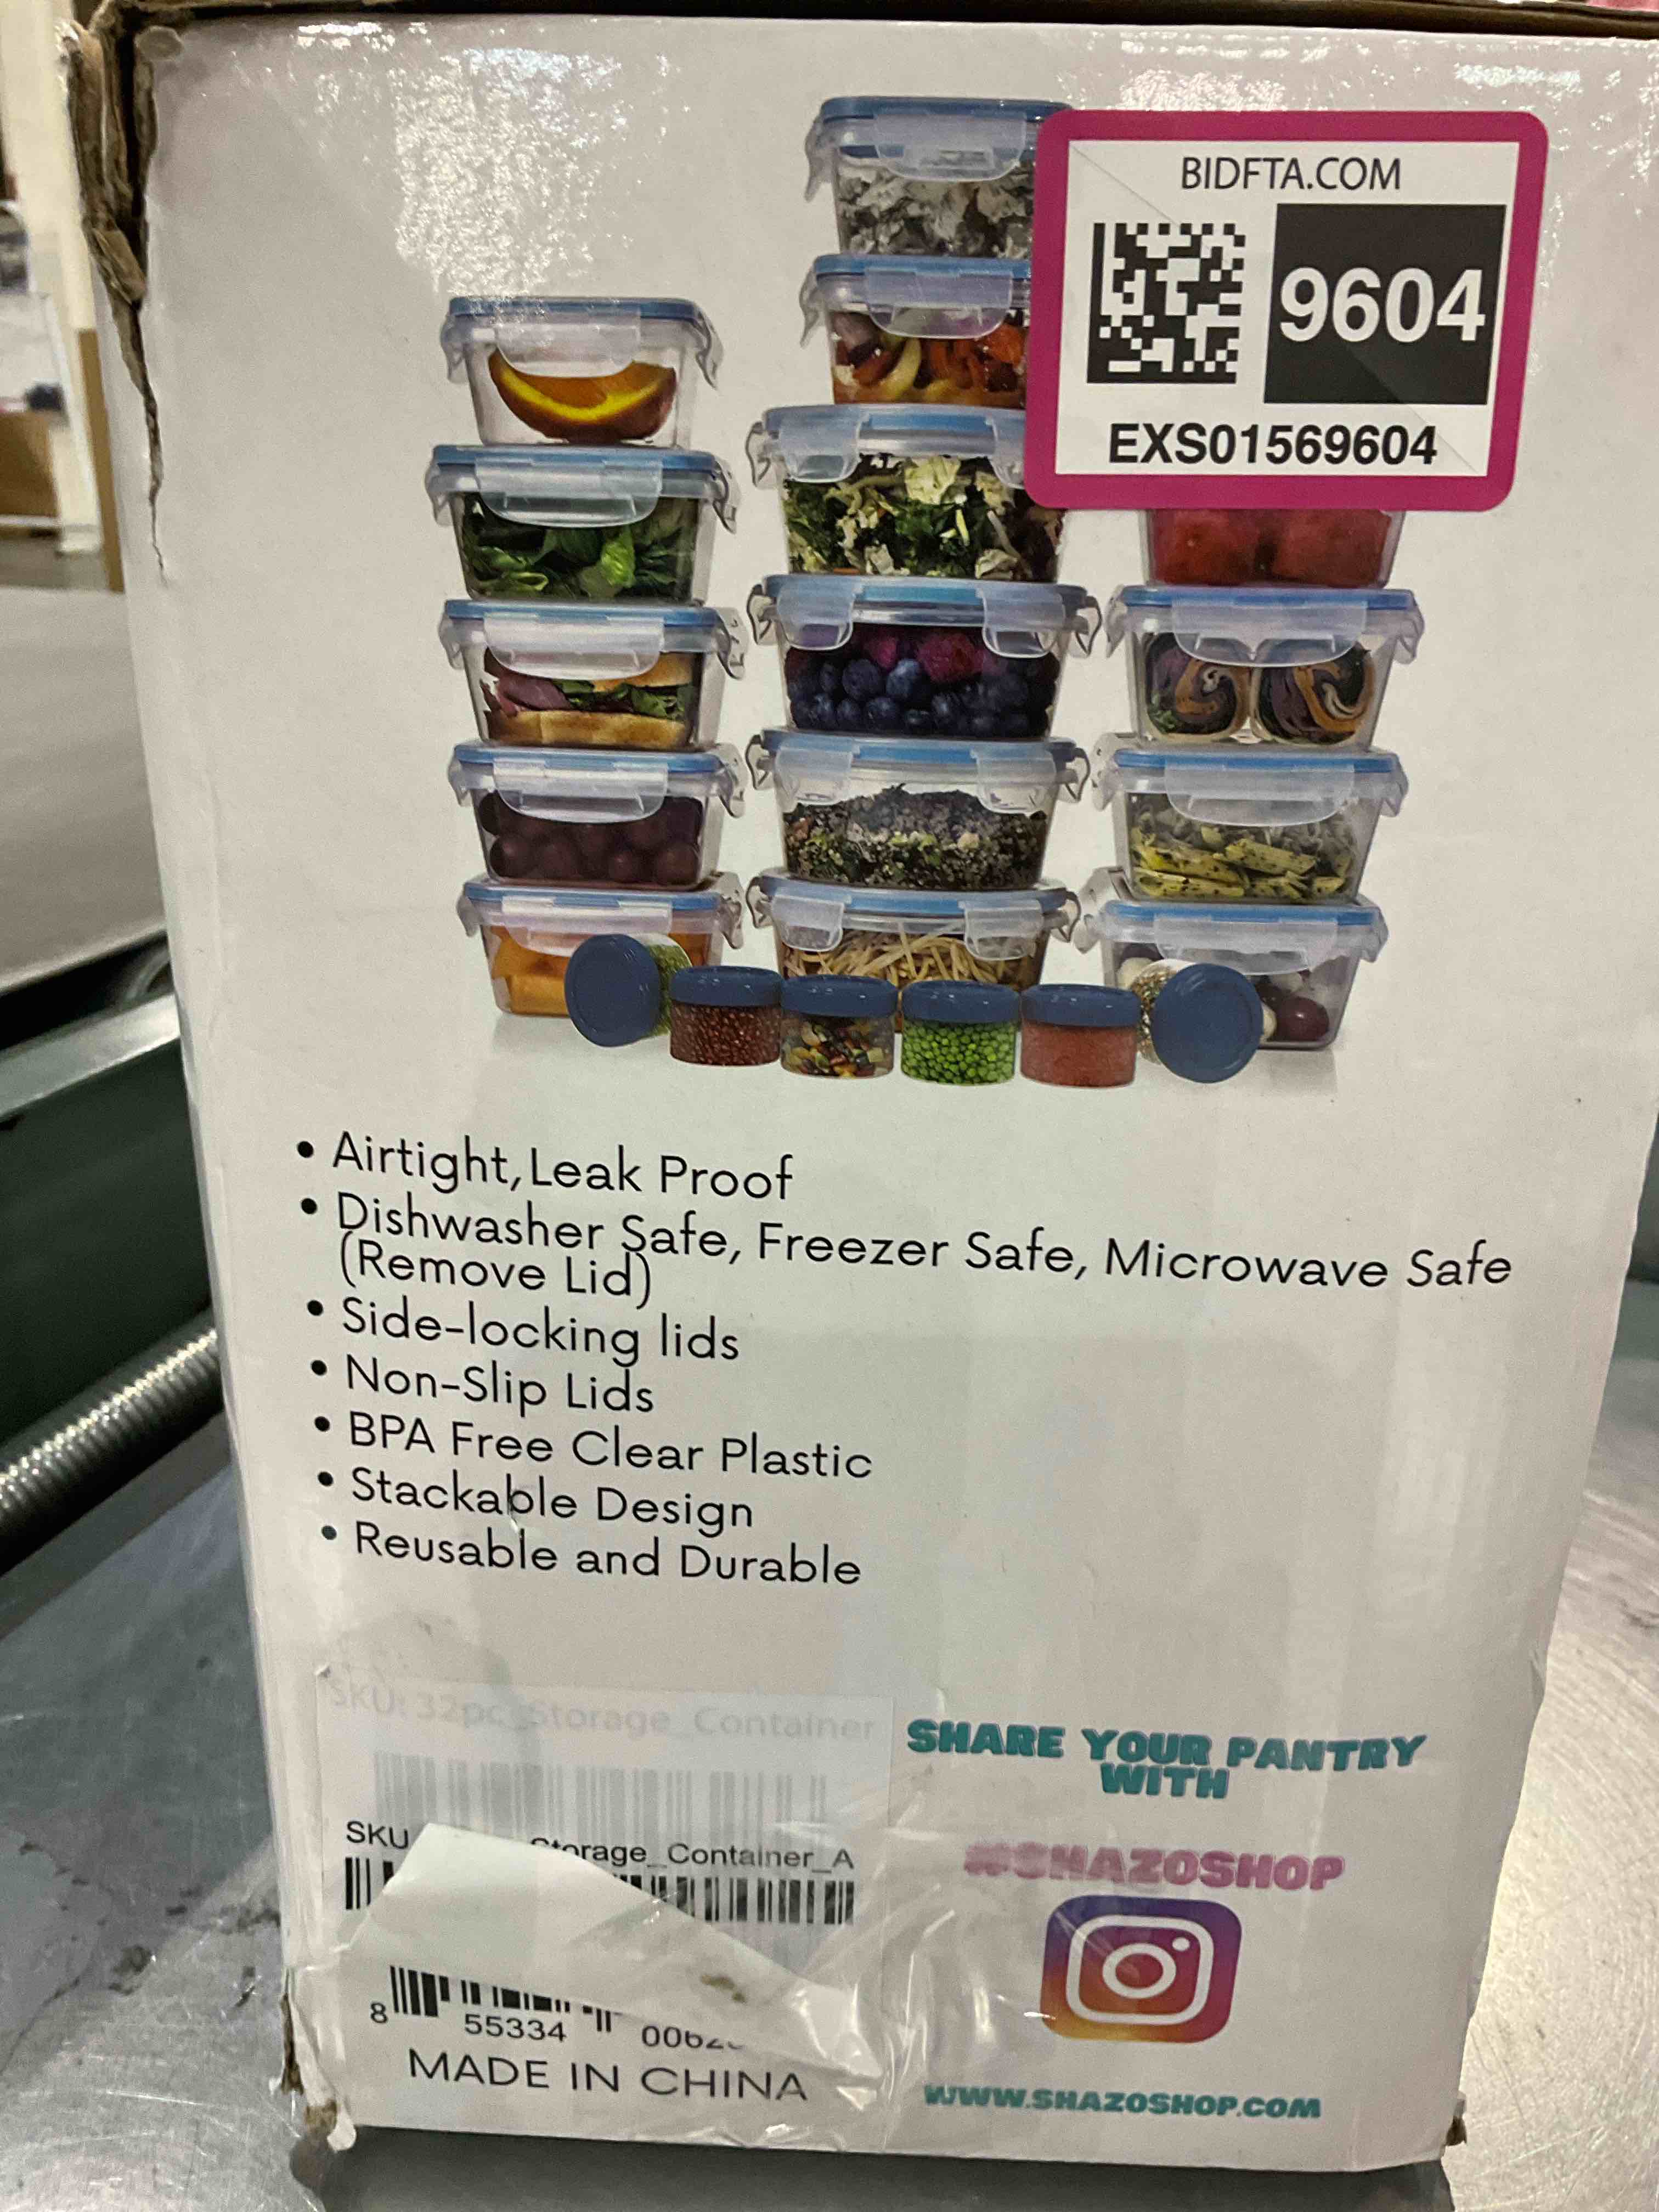 BIDFTA.COM
9604
EXS01569604
• Airtight, Leak Proof
• Dishwasher Safe, Freezer Safe, Microwave Safe
(Remove Lid)
• Side-locking lids
• Non-Slip Lids
• BPA Free Clear Plastic
• Stackable Design
• Reusable and Durable
SKU: 32pc_Storage_Container
SKU Storage_Container_A
8 55334
MADE IN CHINA
SHARE YOUR PANTRY
WITH
#SHAZOSHOP
WWW.SHAZOSHOP.COM